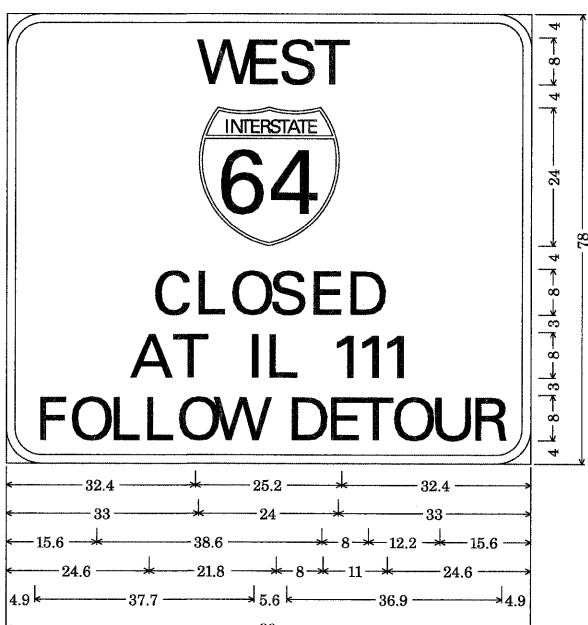 WEST
INTERSTATE
64
CLOSED
AT IL 111
FOLLOW DETOUR
4
8
4
24
4
8
3
8
3
8
4
78
32.4 25.2 32.4
33 24 33
15.6 38.6 8 12.2 15.6
24.6 21.8 8 11 24.6
4.9 37.7 5.6 36.9 4.9